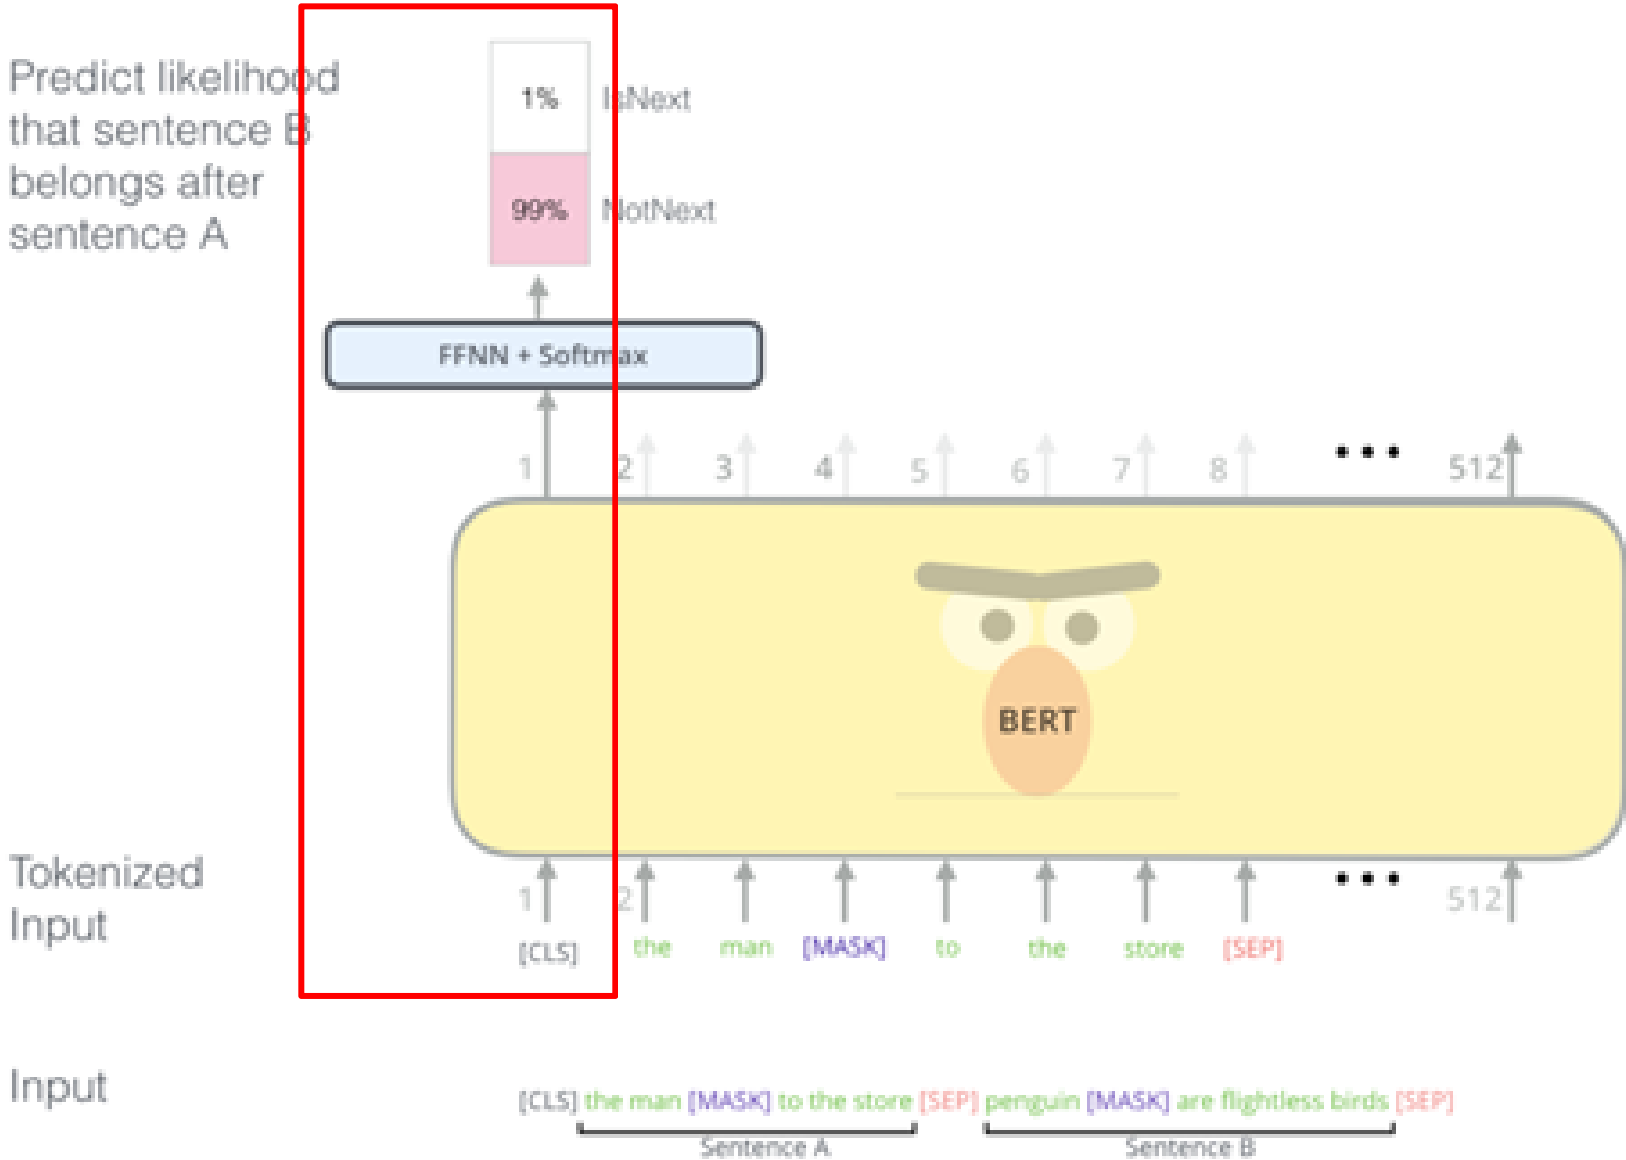 Predict likelihood
that sentence B
belongs after
sentence A
1% IsNext
99% NotNext
FFNN + Softmax
1 2 3 4 5 6 7 8 ••• 512
BERT
Tokenized
Input
1 2 ••• 512
[CLS] the man [MASK] to the store [SEP]
Input
[CLS] the man [MASK] to the store [SEP] penguin [MASK] are flightless birds [SEP]
Sentence A Sentence B